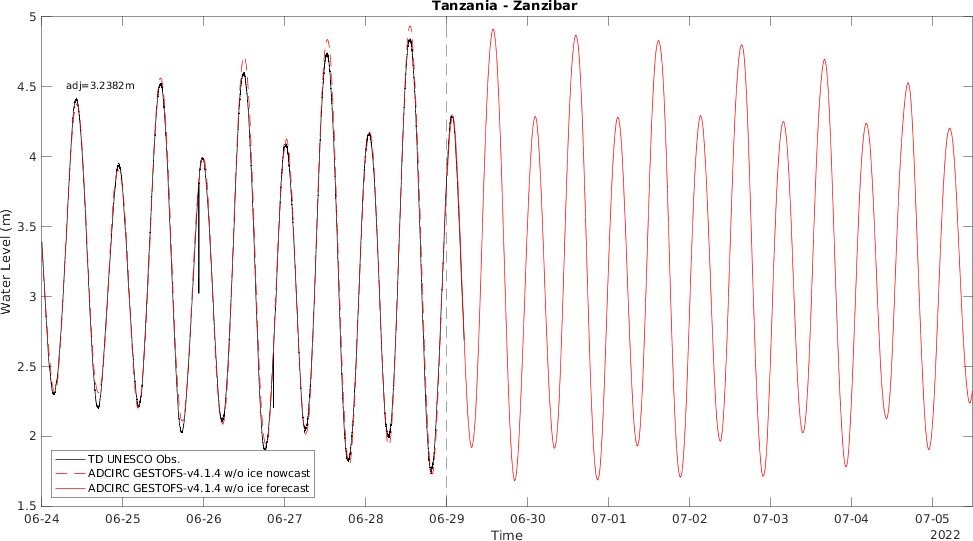 Tanzania - Zanzibar
5
4.5
4
3.5
3
2.5
2
1.5
Water Level (m)
adj=3.2382m
TD UNESCO Obs.
ADCIRC GESTOFS-v4.1.4 w/o ice nowcast
ADCIRC GESTOFS-v4.1.4 w/o ice forecast
06-24 06-25 06-26 06-27 06-28 06-29 06-30 07-01 07-02 07-03 07-04 07-05
2022
Time